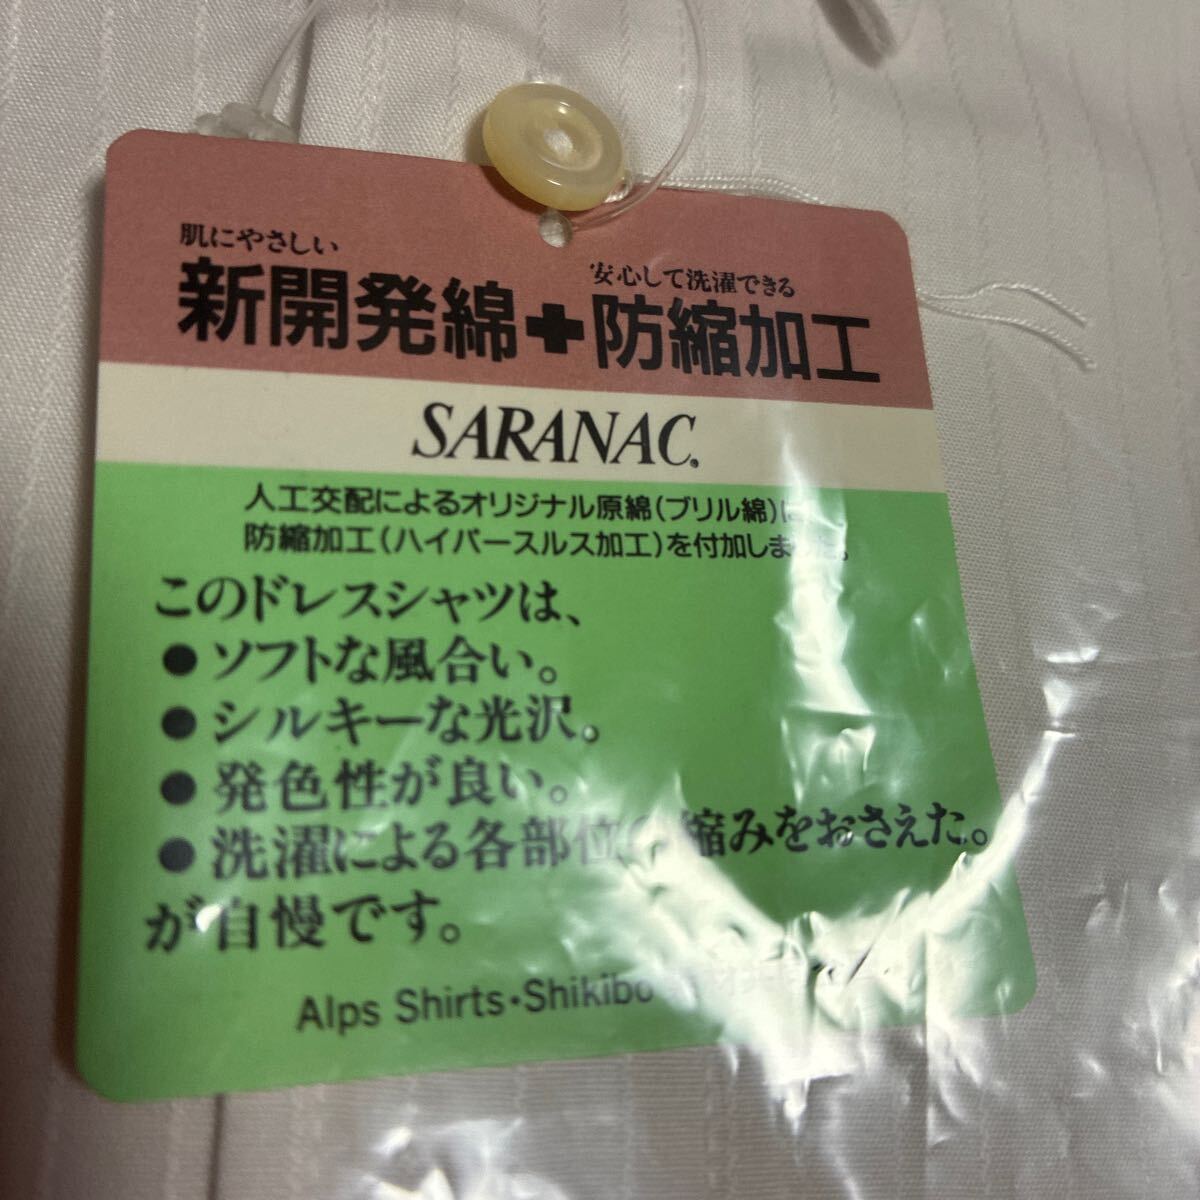 肌にやさしい
新開発綿+防縮加工
安心して洗濯できる
SARANAC®
人工交配によるオリジナル原綿(ブリル綿)に、
防縮加工(ハイパースルス加工)を付加しました。
このドレスシャツは、
●ソフトな風合い。
●シルキーな光沢。
●発色性が良い。
●洗濯による各部位の縮みをおさえた。
が自慢です。
Alps Shirts・Shikibo